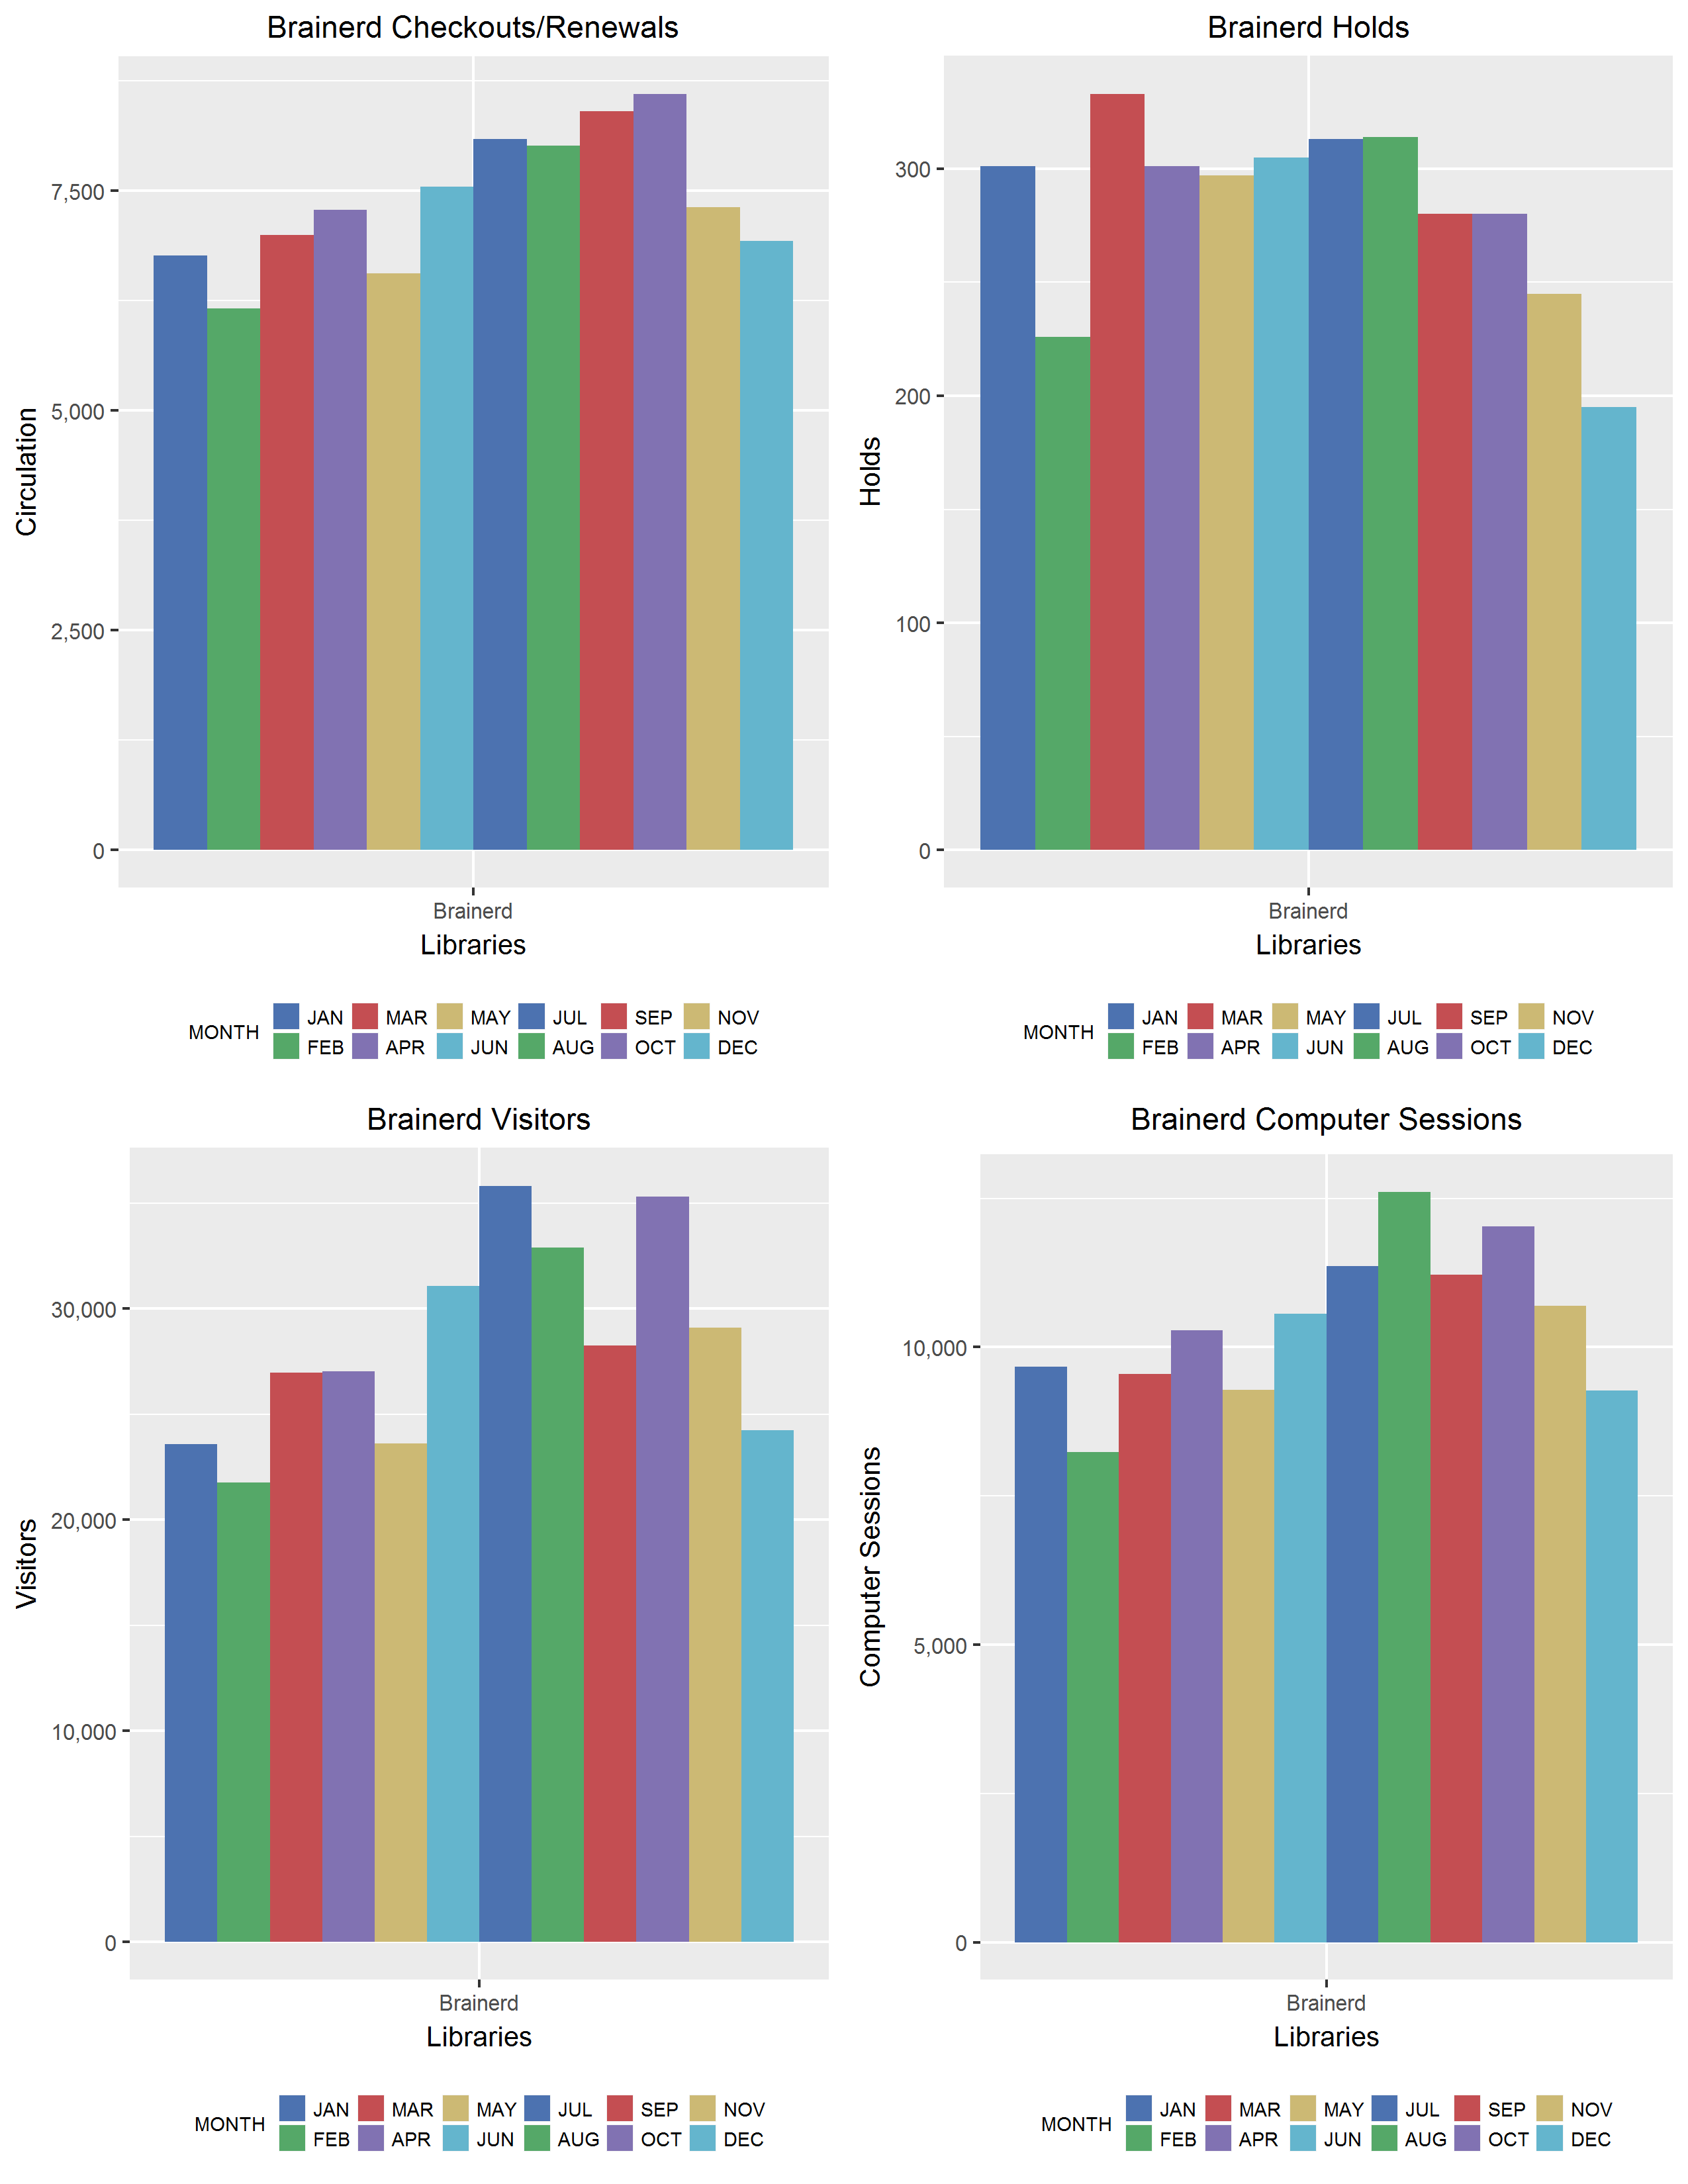 Brainerd Checkouts/Renewals
Circulation
7,500
5,000
2,500
0
Brainerd
Libraries
MONTH
JAN MAR MAY JUL SEP NOV
FEB APR JUN AUG OCT DEC
Brainerd Holds
Holds
300
200
100
0
Brainerd
Libraries
MONTH
JAN MAR MAY JUL SEP NOV
FEB APR JUN AUG OCT DEC
Brainerd Visitors
Visitors
30,000
20,000
10,000
0
Brainerd
Libraries
MONTH
JAN MAR MAY JUL SEP NOV
FEB APR JUN AUG OCT DEC
Brainerd Computer Sessions
Computer Sessions
10,000
5,000
0
Brainerd
Libraries
MONTH
JAN MAR MAY JUL SEP NOV
FEB APR JUN AUG OCT DEC